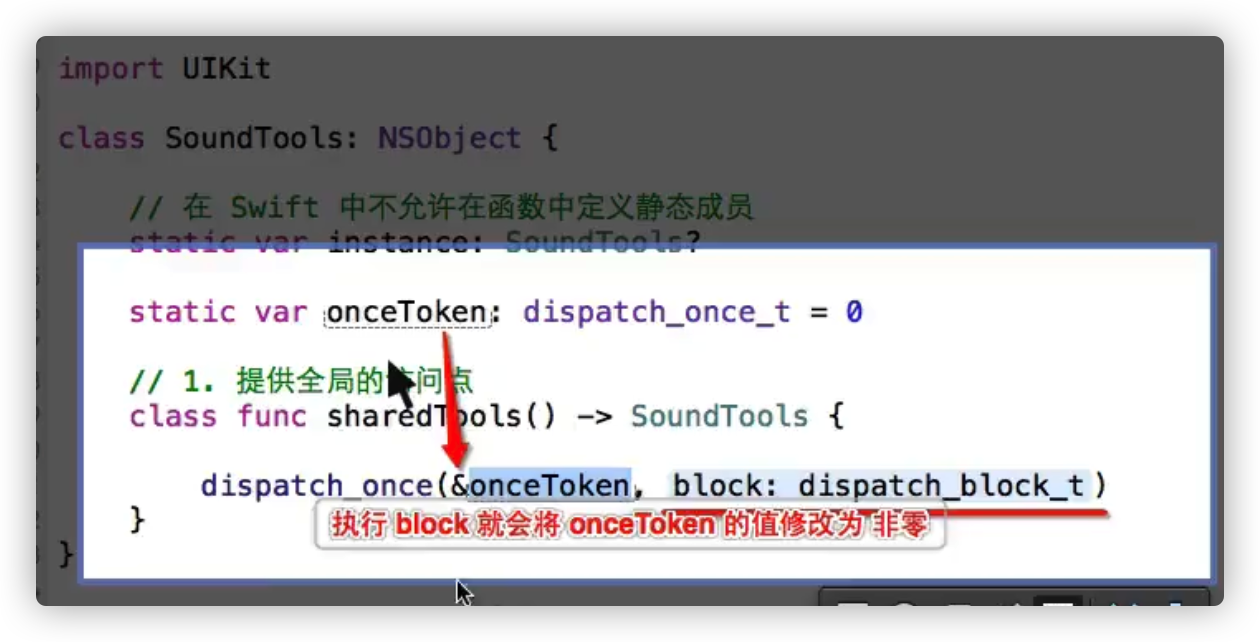 import UIKit
class SoundTools: NSObject {
// 在 Swift 中不允许在函数中定义静态成员
static var instance: SoundTools?
static var onceToken: dispatch_once_t = 0
// 1. 提供全局的访问点
class func sharedTools() -> SoundTools {
dispatch_once(&onceToken, block: dispatch_block_t)
}
执行 block 就会将 onceToken 的值修改为 非零
}